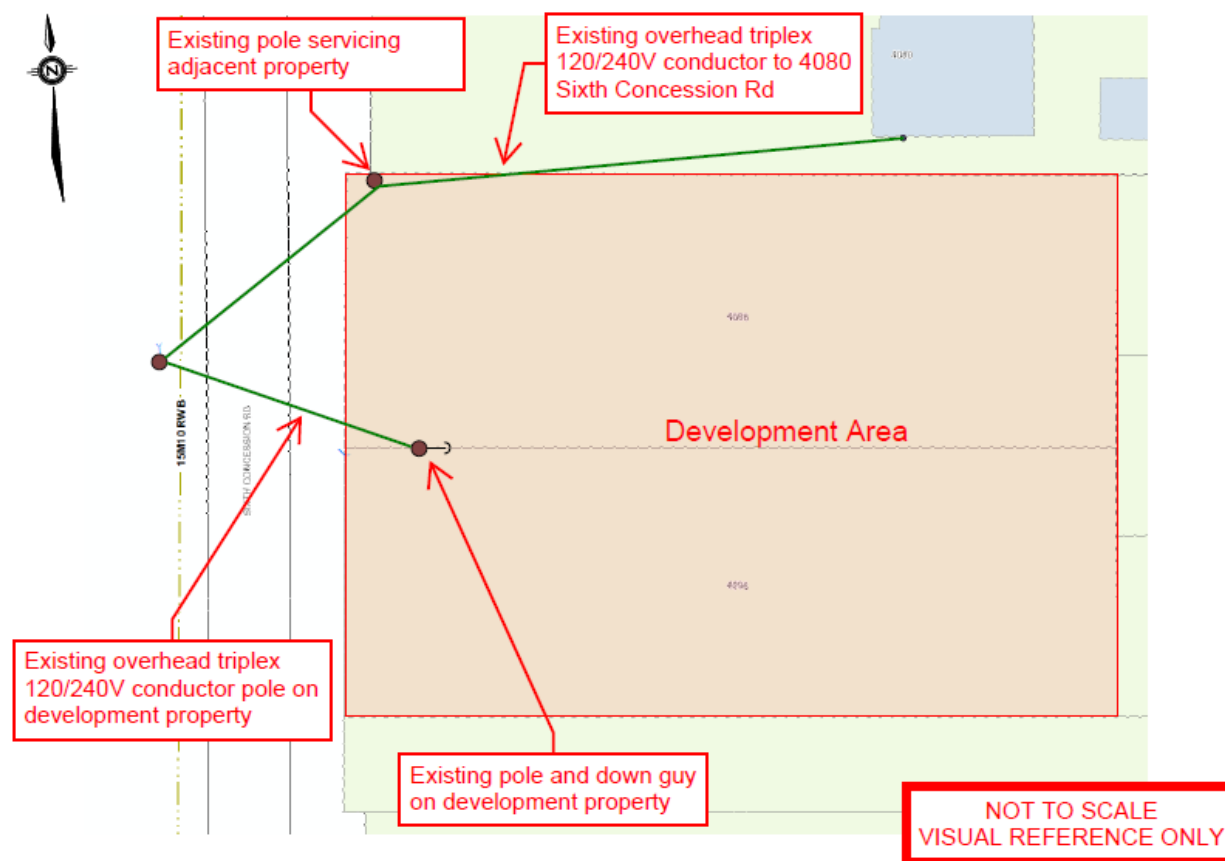 Existing pole servicing
adjacent property
Existing overhead triplex
120/240V conductor to 4080
Sixth Concession Rd
N
4080
4086
Development Area
15M10 RWB
SIXTH CONCESSION RD
4096
Existing overhead triplex
120/240V conductor pole on
development property
Existing pole and down guy
on development property
NOT TO SCALE
VISUAL REFERENCE ONLY